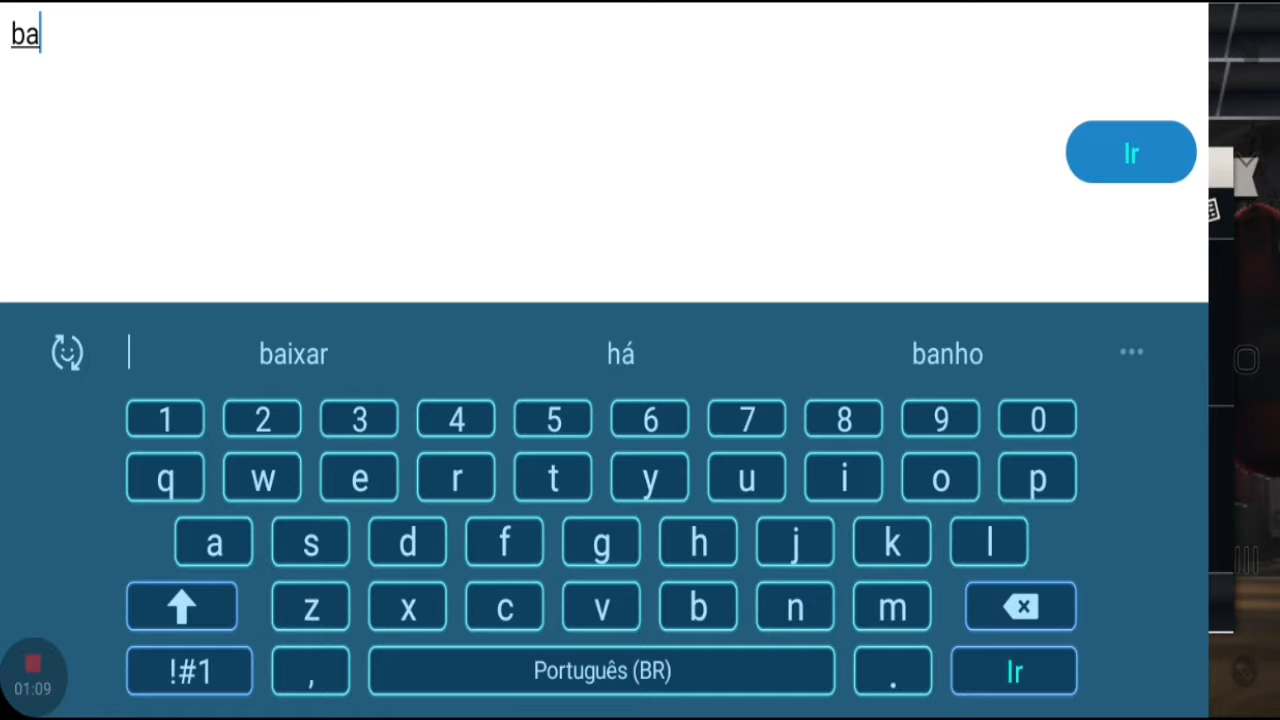 ba
Ir
baixar há banho
1 2 3 4 5 6 7 8 9 0
q w e r t y u i o p
a s d f g h j k l
z x c v b n m
!#1 , Português (BR) . Ir
01:09